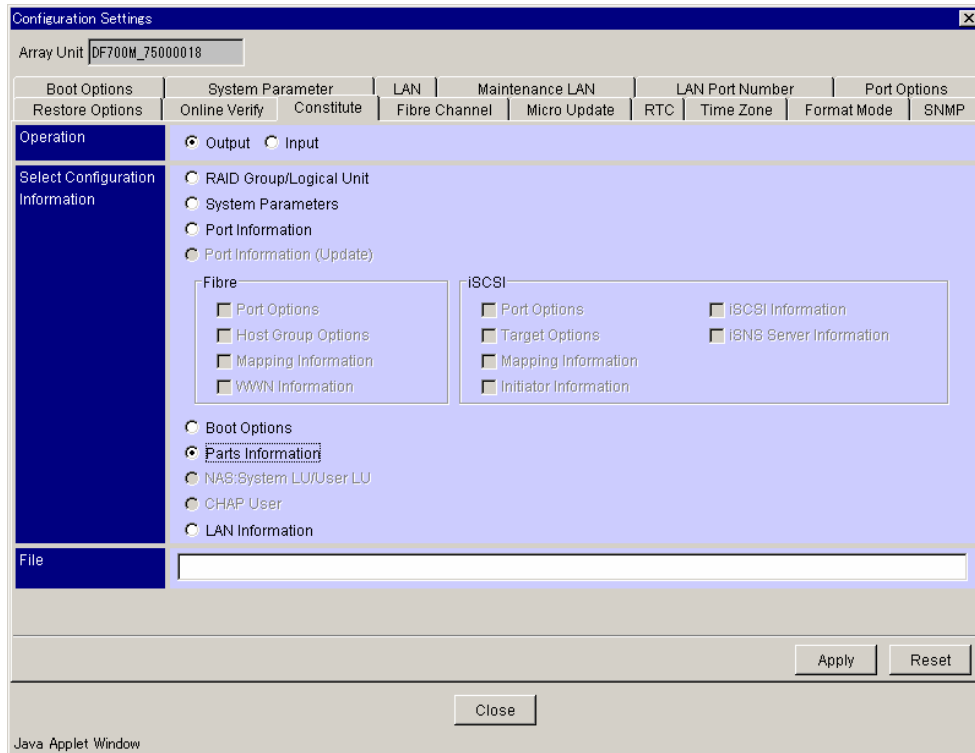 Configuration Settings
Array Unit DF700M_75000018
Boot Options System Parameter LAN Maintenance LAN LAN Port Number Port Options
Restore Options Online Verify Constitute Fibre Channel Micro Update RTC Time Zone Format Mode SNMP
Operation Output Input
Select Configuration Information RAID Group/Logical Unit
System Parameters
Port Information
Port Information (Update)
Fibre iSCSI
Port Options Port Options iSCSI Information
Host Group Options Target Options iSNS Server Information
Mapping Information Mapping Information
WWN Information Initiator Information
Boot Options
Parts Information
NAS:System LU/User LU
CHAP User
LAN Information
File
Apply Reset
Close
Java Applet Window